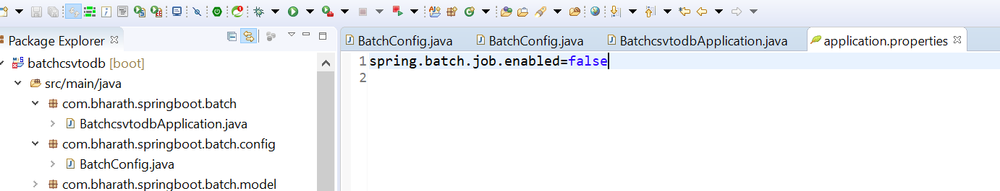 Package Explorer
batchcsvtodb [boot]
src/main/java
com.bharath.springboot.batch
BatchcsvtodbApplication.java
com.bharath.springboot.batch.config
BatchConfig.java
com.bharath.springboot.batch.model
BatchConfig.java BatchConfig.java BatchcsvtodbApplication.java application.properties
1 spring.batch.job.enabled=false
2